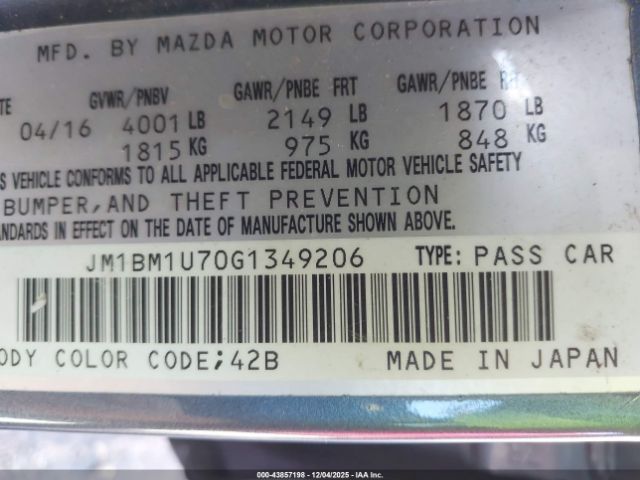 MFD. BY MAZDA MOTOR CORPORATION
GVWR/PNBV GAWR/PNBE FRT GAWR/PNBE
04/16 4001 LB 2149 LB 1870 LB
1815 KG 975 KG 848 KG
VEHICLE CONFORMS TO ALL APPLICABLE FEDERAL MOTOR VEHICLE SAFETY
BUMPER, AND THEFT PREVENTION
IN EFFECT ON THE DATE OF MANUFACTURE SHOWN ABOVE.
JM1BM1U70G1349206 TYPE: PASS CAR
COLOR CODE; 42B MADE IN JAPAN
00-43857198 - 12/04/2025 - IAA Inc.